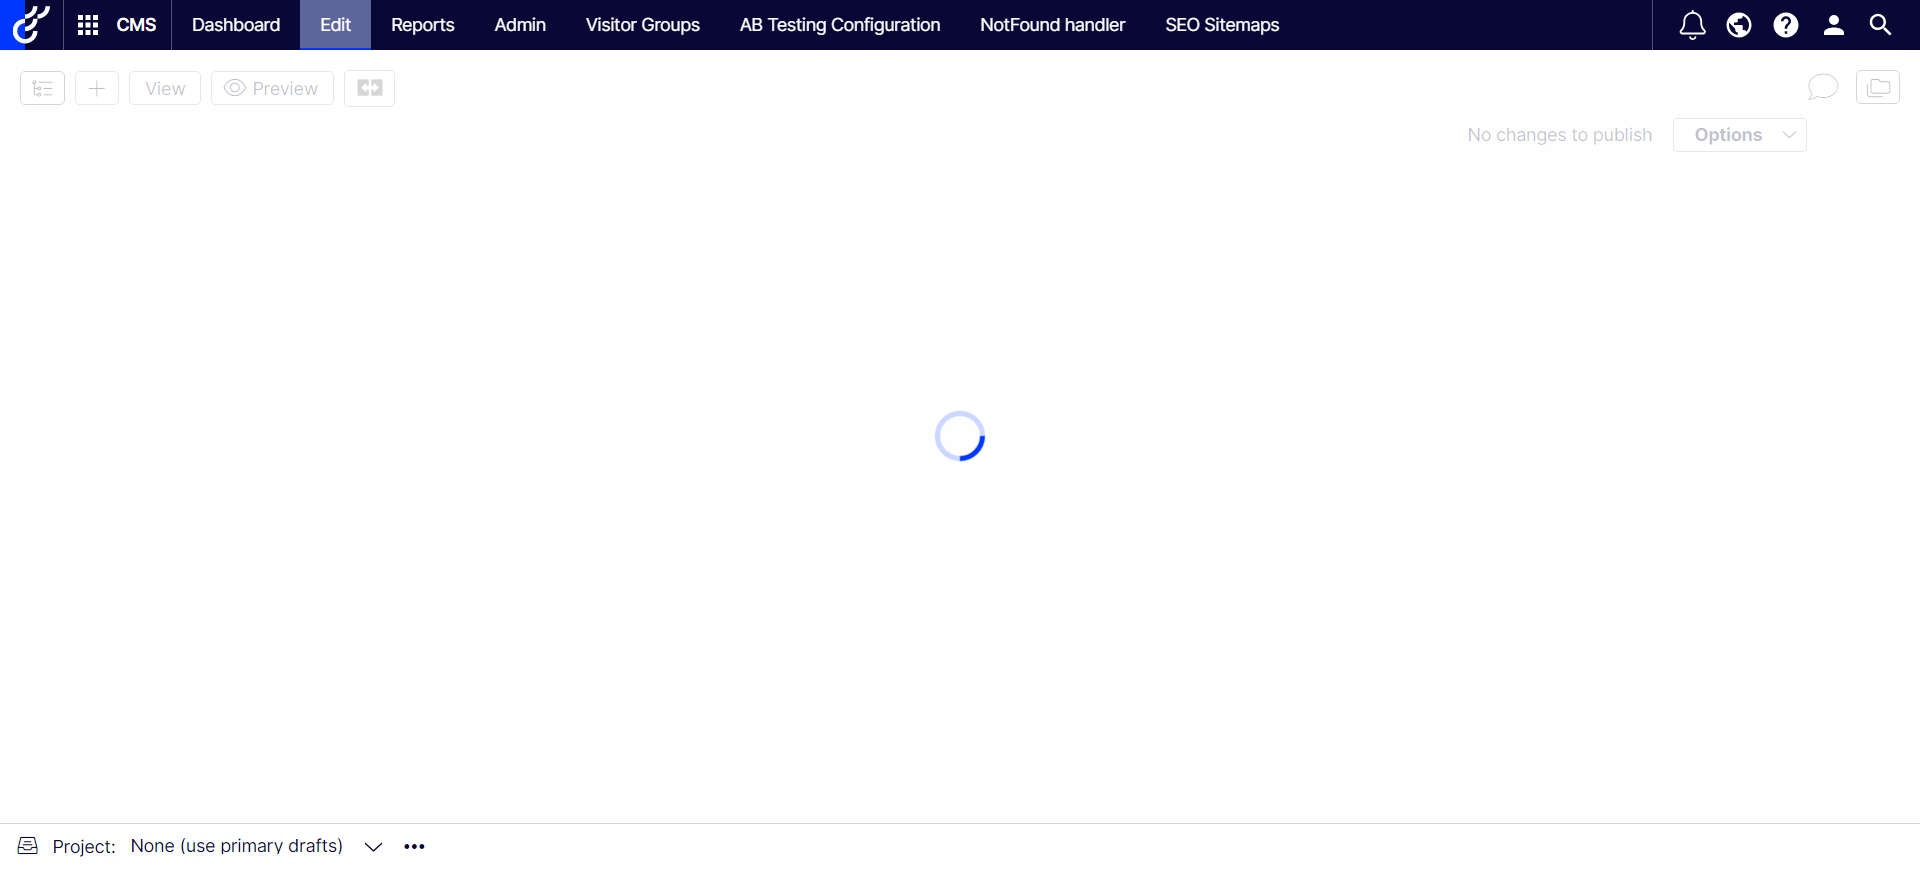 CMS Dashboard Edit Reports Admin Visitor Groups AB Testing Configuration NotFound handler SEO Sitemaps
View Preview
No changes to publish Options
Project: None (use primary drafts)